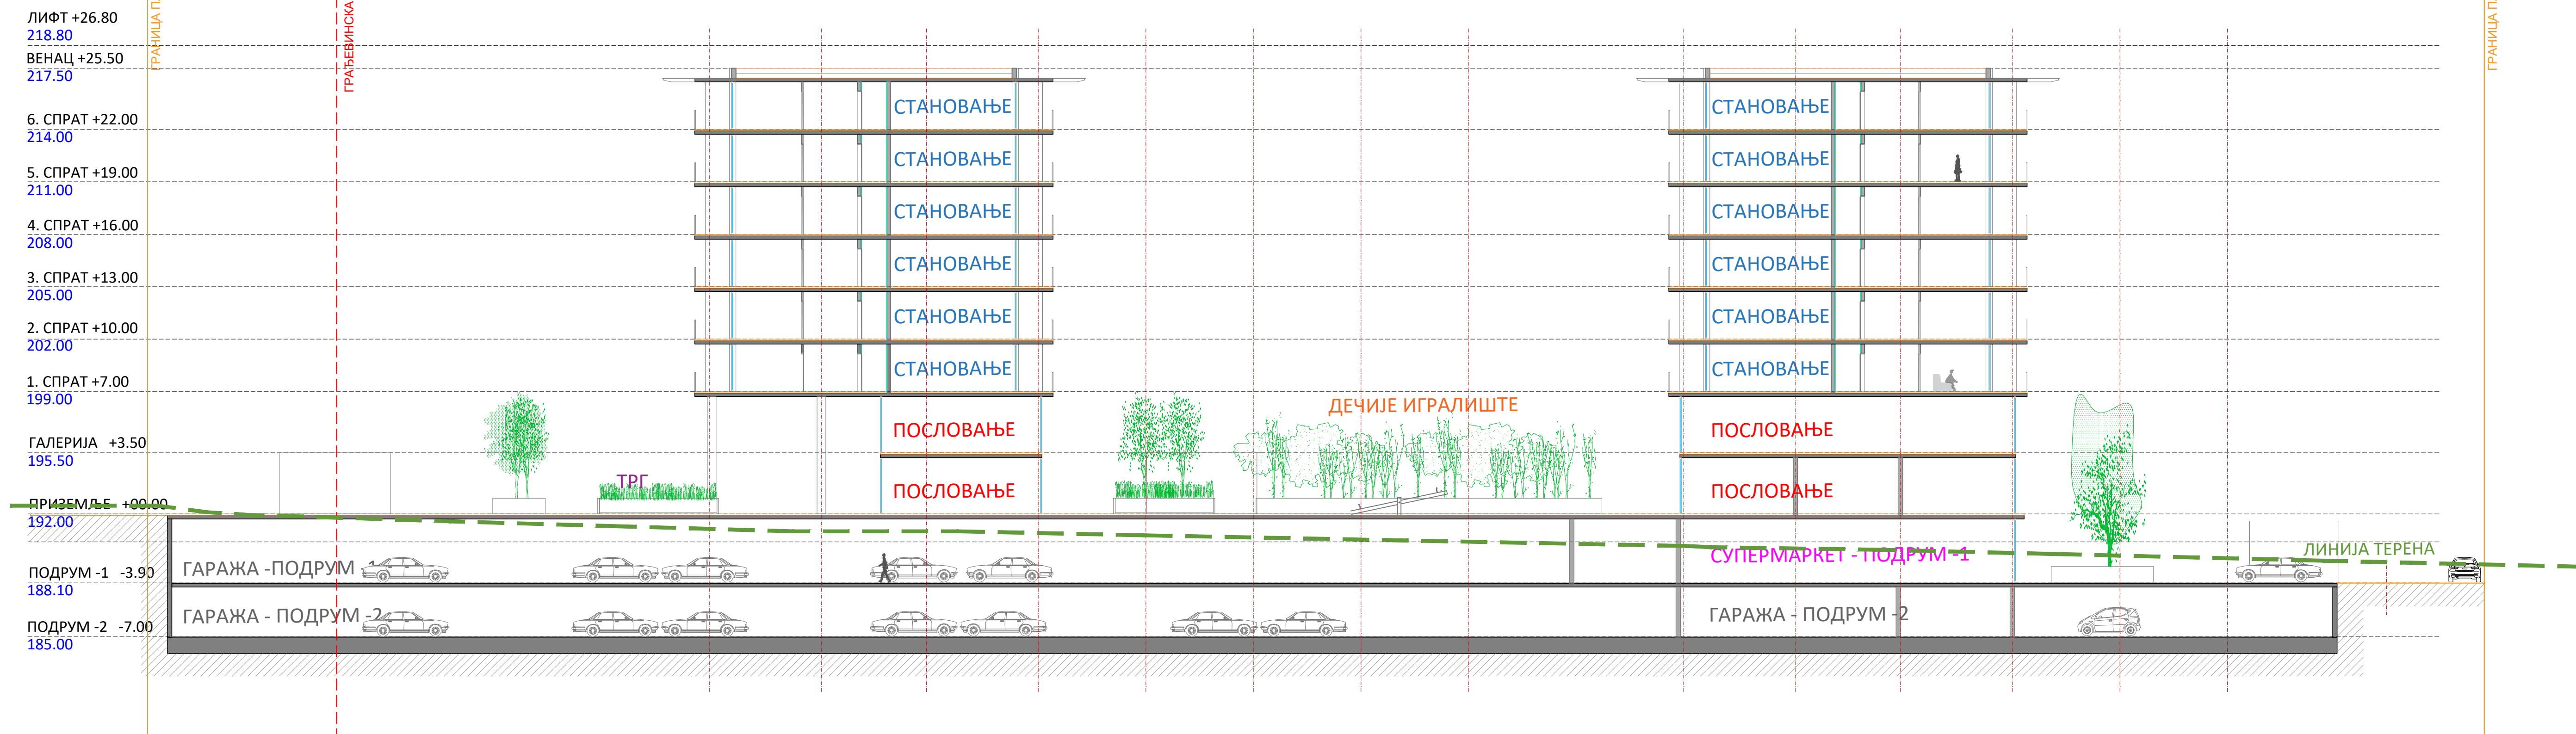 ЛИФТ +26.80
218.80
ВЕНАЦ +25.50
217.50
6. СПРАТ +22.00
214.00
5. СПРАТ +19.00
211.00
4. СПРАТ +16.00
208.00
3. СПРАТ +13.00
205.00
2. СПРАТ +10.00
202.00
1. СПРАТ +7.00
199.00
ГАЛЕРИЈА +3.50
195.50
ПРИЗЕМЉЕ +00.00
192.00
ПОДРУМ -1 -3.90
188.10
ПОДРУМ -2 -7.00
185.00
ГРАНИЦА П
ГРАЂЕВИНСКА
СТАНОВАЊЕ
СТАНОВАЊЕ
СТАНОВАЊЕ
СТАНОВАЊЕ
СТАНОВАЊЕ
СТАНОВАЊЕ
ПОСЛОВАЊЕ
ПОСЛОВАЊЕ
ТРГ
ДЕЧИЈЕ ИГРАЛИШТЕ
СТАНОВАЊЕ
СТАНОВАЊЕ
СТАНОВАЊЕ
СТАНОВАЊЕ
СТАНОВАЊЕ
СТАНОВАЊЕ
ПОСЛОВАЊЕ
ПОСЛОВАЊЕ
ГРАНИЦА П
ГАРАЖА -ПОДРУМ -1
СУПЕРМАРКЕТ - ПОДРУМ -1
ЛИНИЈА ТЕРЕНА
ГАРАЖА - ПОДРУМ -2
ГАРАЖА - ПОДРУМ -2